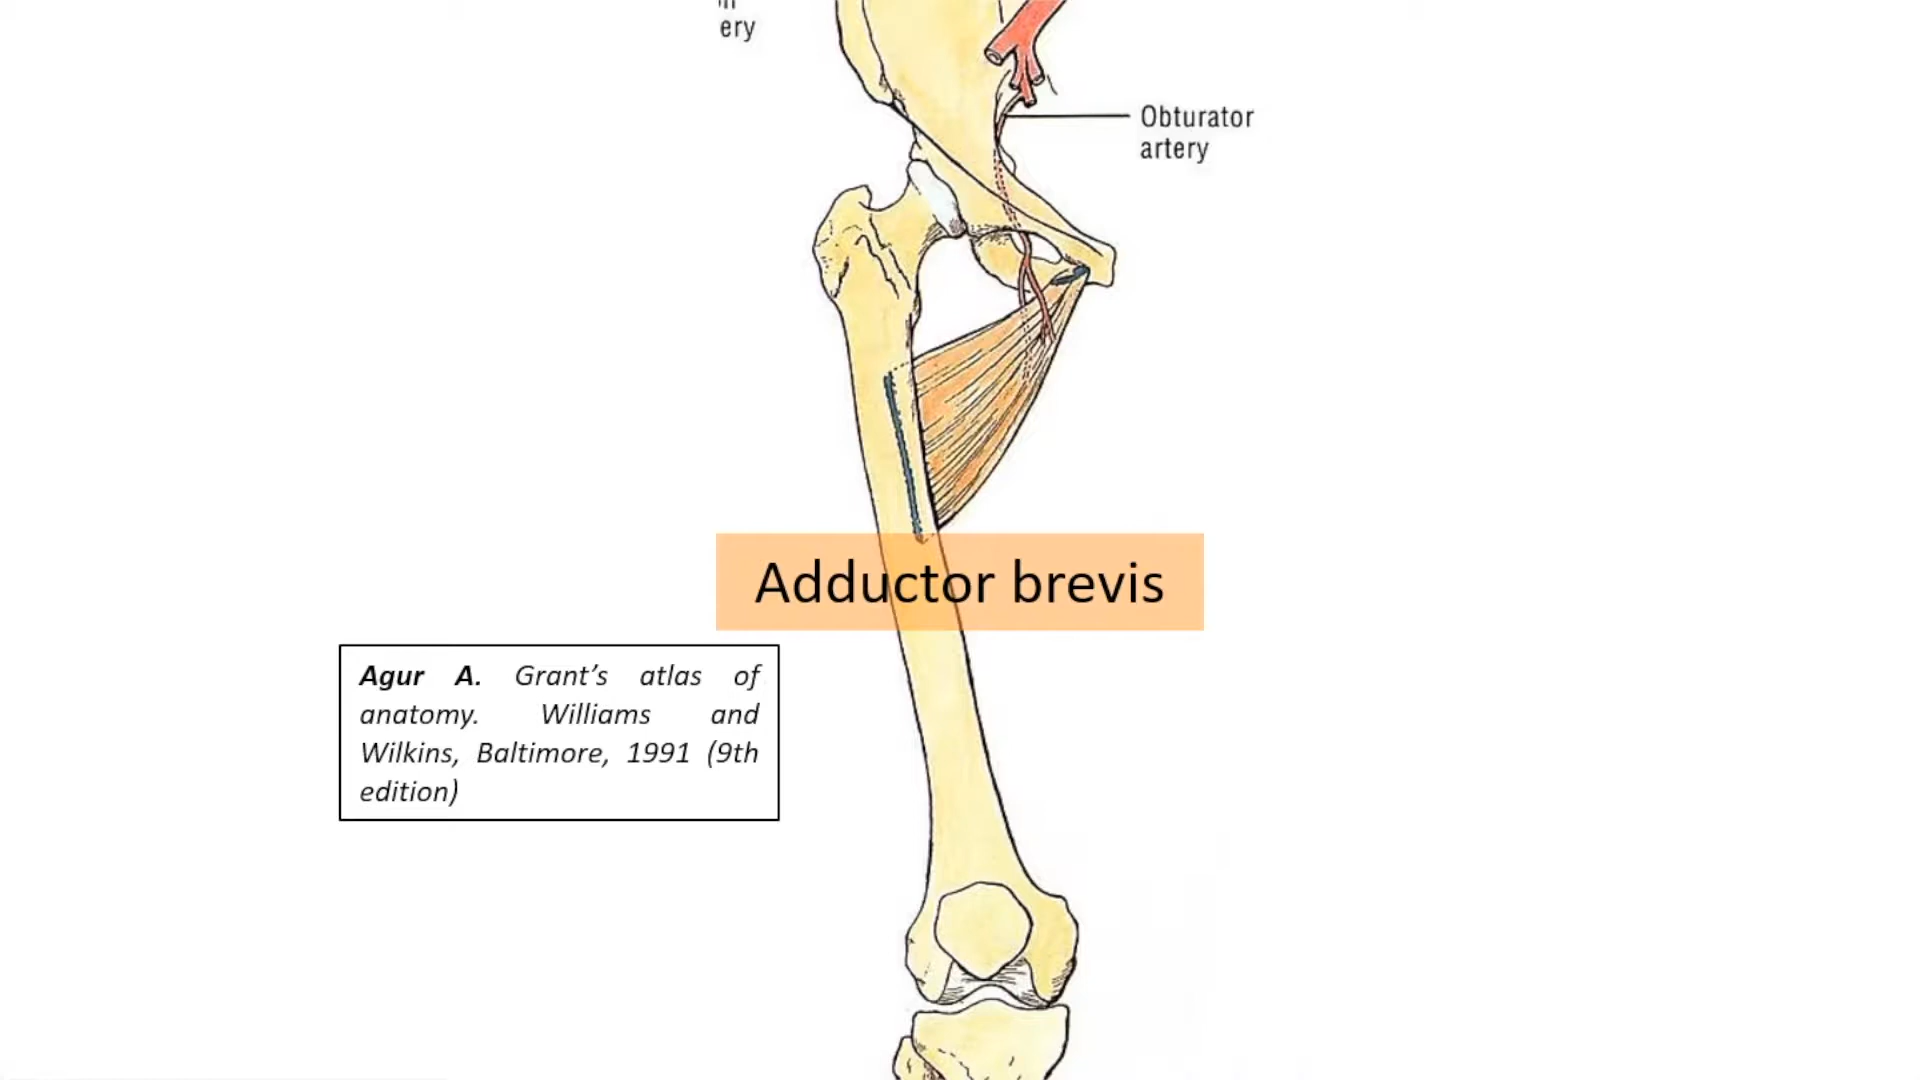 ery
Obturator
artery
Adductor brevis
Agur A. Grant’s atlas of
anatomy. Williams and
Wilkins, Baltimore, 1991 (9th
edition)